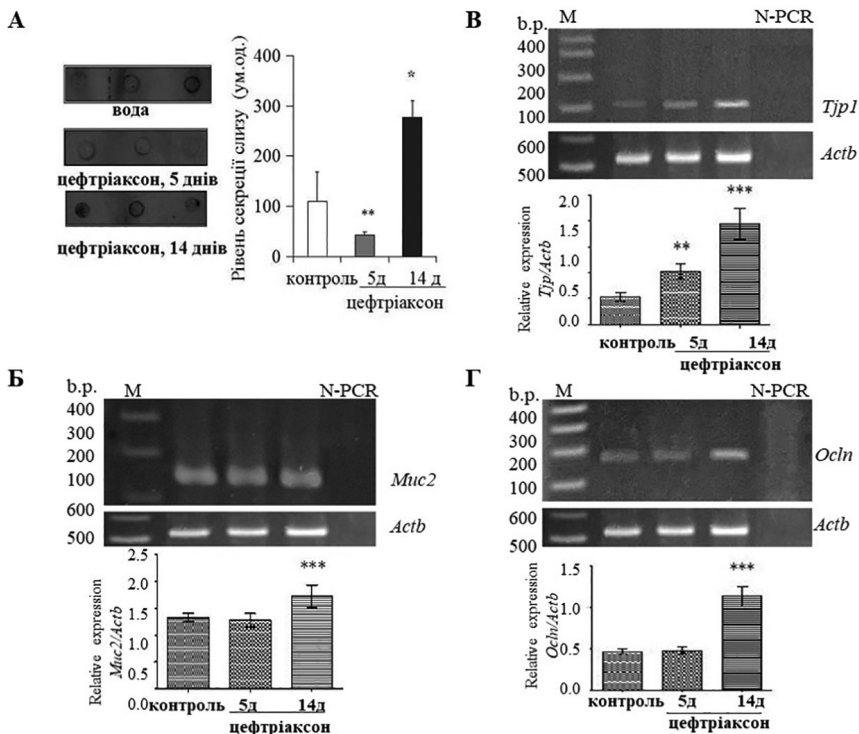 А
вода
цефтріаксон, 5 днів
цефтріаксон, 14 днів
Рівень секреції слизу (ум.од.)
400
300
200
100
0
*
**
контроль 5д 14 д
цефтріаксон
В
b.p. M N-PCR
400
300
200
100
Tjp1
600
500
Actb
Relative expression
Tjp/Actb
2.0
1.5
1.0
0.5
0.0
**
***
контроль 5д 14д
цефтріаксон
Б
b.p. M N-PCR
400
300
200
100
Muc2
600
500
Actb
Relative expression
Muc2/Actb
2.5
2.0
1.5
1.0
0.5
0.0
***
контроль 5д 14д
цефтріаксон
Г
b.p. M N-PCR
400
300
200
100
Ocln
600
500
Actb
Relative expression
Ocln/Actb
1.5
1.0
0.5
0.0
***
контроль 5д 14д
цефтріаксон